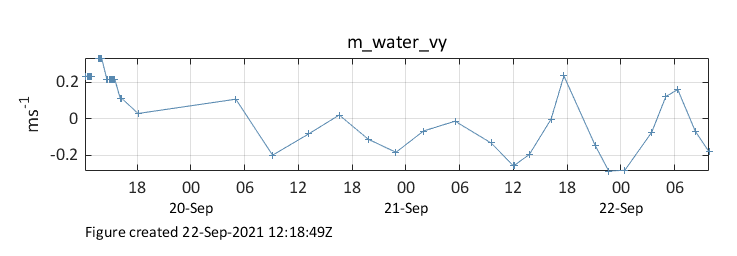 m_water_vy
ms-1
0.2
0
-0.2
18 00 06 12 18 00 06 12 18 00 06
20-Sep 21-Sep 22-Sep
Figure created 22-Sep-2021 12:18:49Z